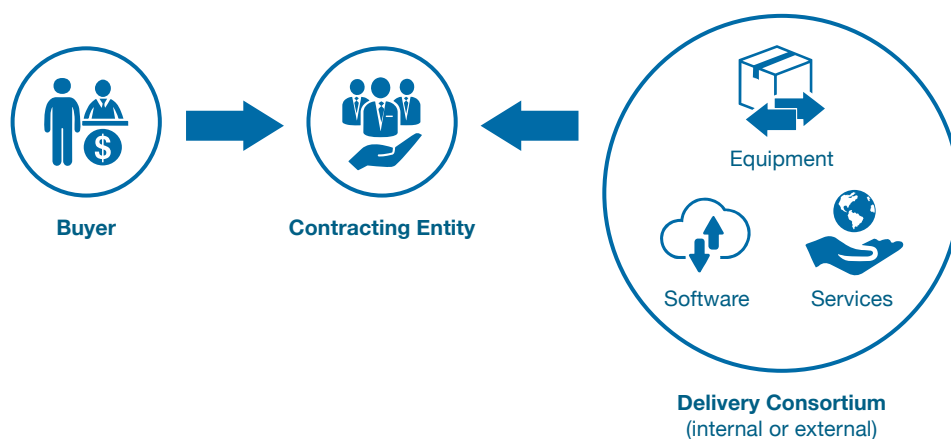 $
Buyer
Contracting Entity
Equipment
Software
Services
Delivery Consortium
(internal or external)